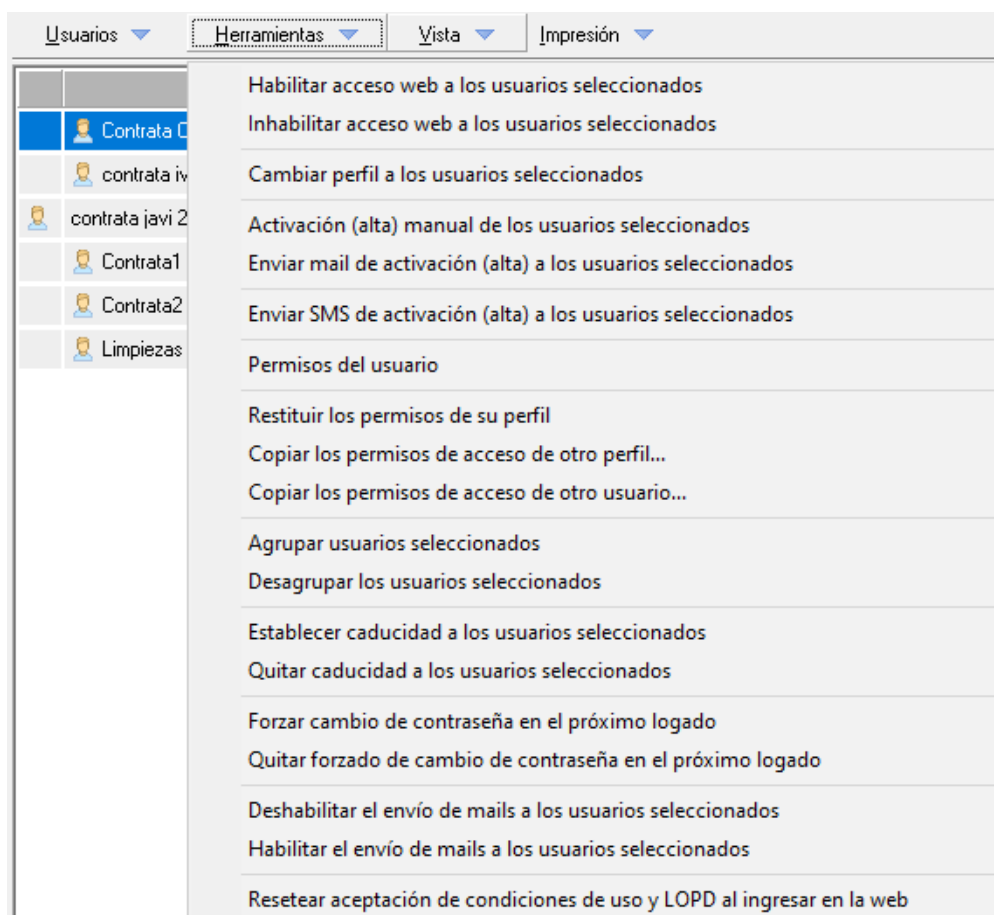 Usuarios
Herramientas
Vista
Impresión
Contrata
contrata
contrata javi 2
Contrata1
Contrata2
Limpiezas
Habilitar acceso web a los usuarios seleccionados
Inhabilitar acceso web a los usuarios seleccionados
Cambiar perfil a los usuarios seleccionados
Activación (alta) manual de los usuarios seleccionados
Enviar mail de activación (alta) a los usuarios seleccionados
Enviar SMS de activación (alta) a los usuarios seleccionados
Permisos del usuario
Restituir los permisos de su perfil
Copiar los permisos de acceso de otro perfil...
Copiar los permisos de acceso de otro usuario...
Agrupar usuarios seleccionados
Desagrupar los usuarios seleccionados
Establecer caducidad a los usuarios seleccionados
Quitar caducidad a los usuarios seleccionados
Forzar cambio de contraseña en el próximo logado
Quitar forzado de cambio de contraseña en el próximo logado
Deshabilitar el envío de mails a los usuarios seleccionados
Habilitar el envío de mails a los usuarios seleccionados
Resetear aceptación de condiciones de uso y LOPD al ingresar en la web